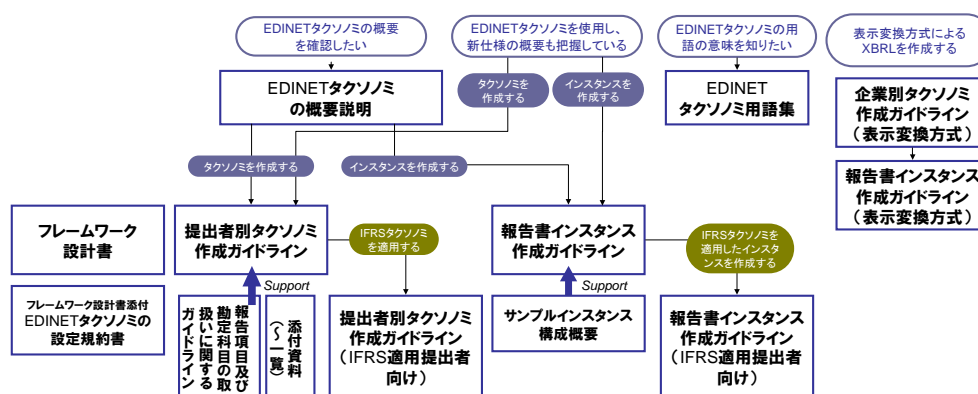 EDINETタクソノミの概要
を確認したい
EDINETタクソノミを使用し、
新仕様の概要も把握している
EDINETタクソノミの用
語の意味を知りたい
表示変換方式による
XBRLを作成する
EDINETタクソノミ
の概要説明
タクソノミを
作成する
インスタンスを
作成する
EDINET
タクソノミ用語集
企業別タクソノミ
作成ガイドライン
(表示変換方式)
タクソノミを作成する
インスタンスを作成する
報告書インスタンス
作成ガイドライン
(表示変換方式)
フレームワーク
設計書
提出者別タクソノミ
作成ガイドライン
IFRSタクソノミ
を適用する
報告書インスタンス
作成ガイドライン
IFRSタクソノミを
適用したインスタ
ンスを作成する
Support
Support
フレームワーク設計書添付
EDINETタクソノミの
設定規約書
報告項目及び
勘定科目の取
扱いに関する
ガイドライン
添付資料
(~一覧)
提出者別タクソノミ
作成ガイドライン
(IFRS適用提出者
向け)
サンプルインスタンス
構成概要
報告書インスタンス
作成ガイドライン
(IFRS適用提出者
向け)